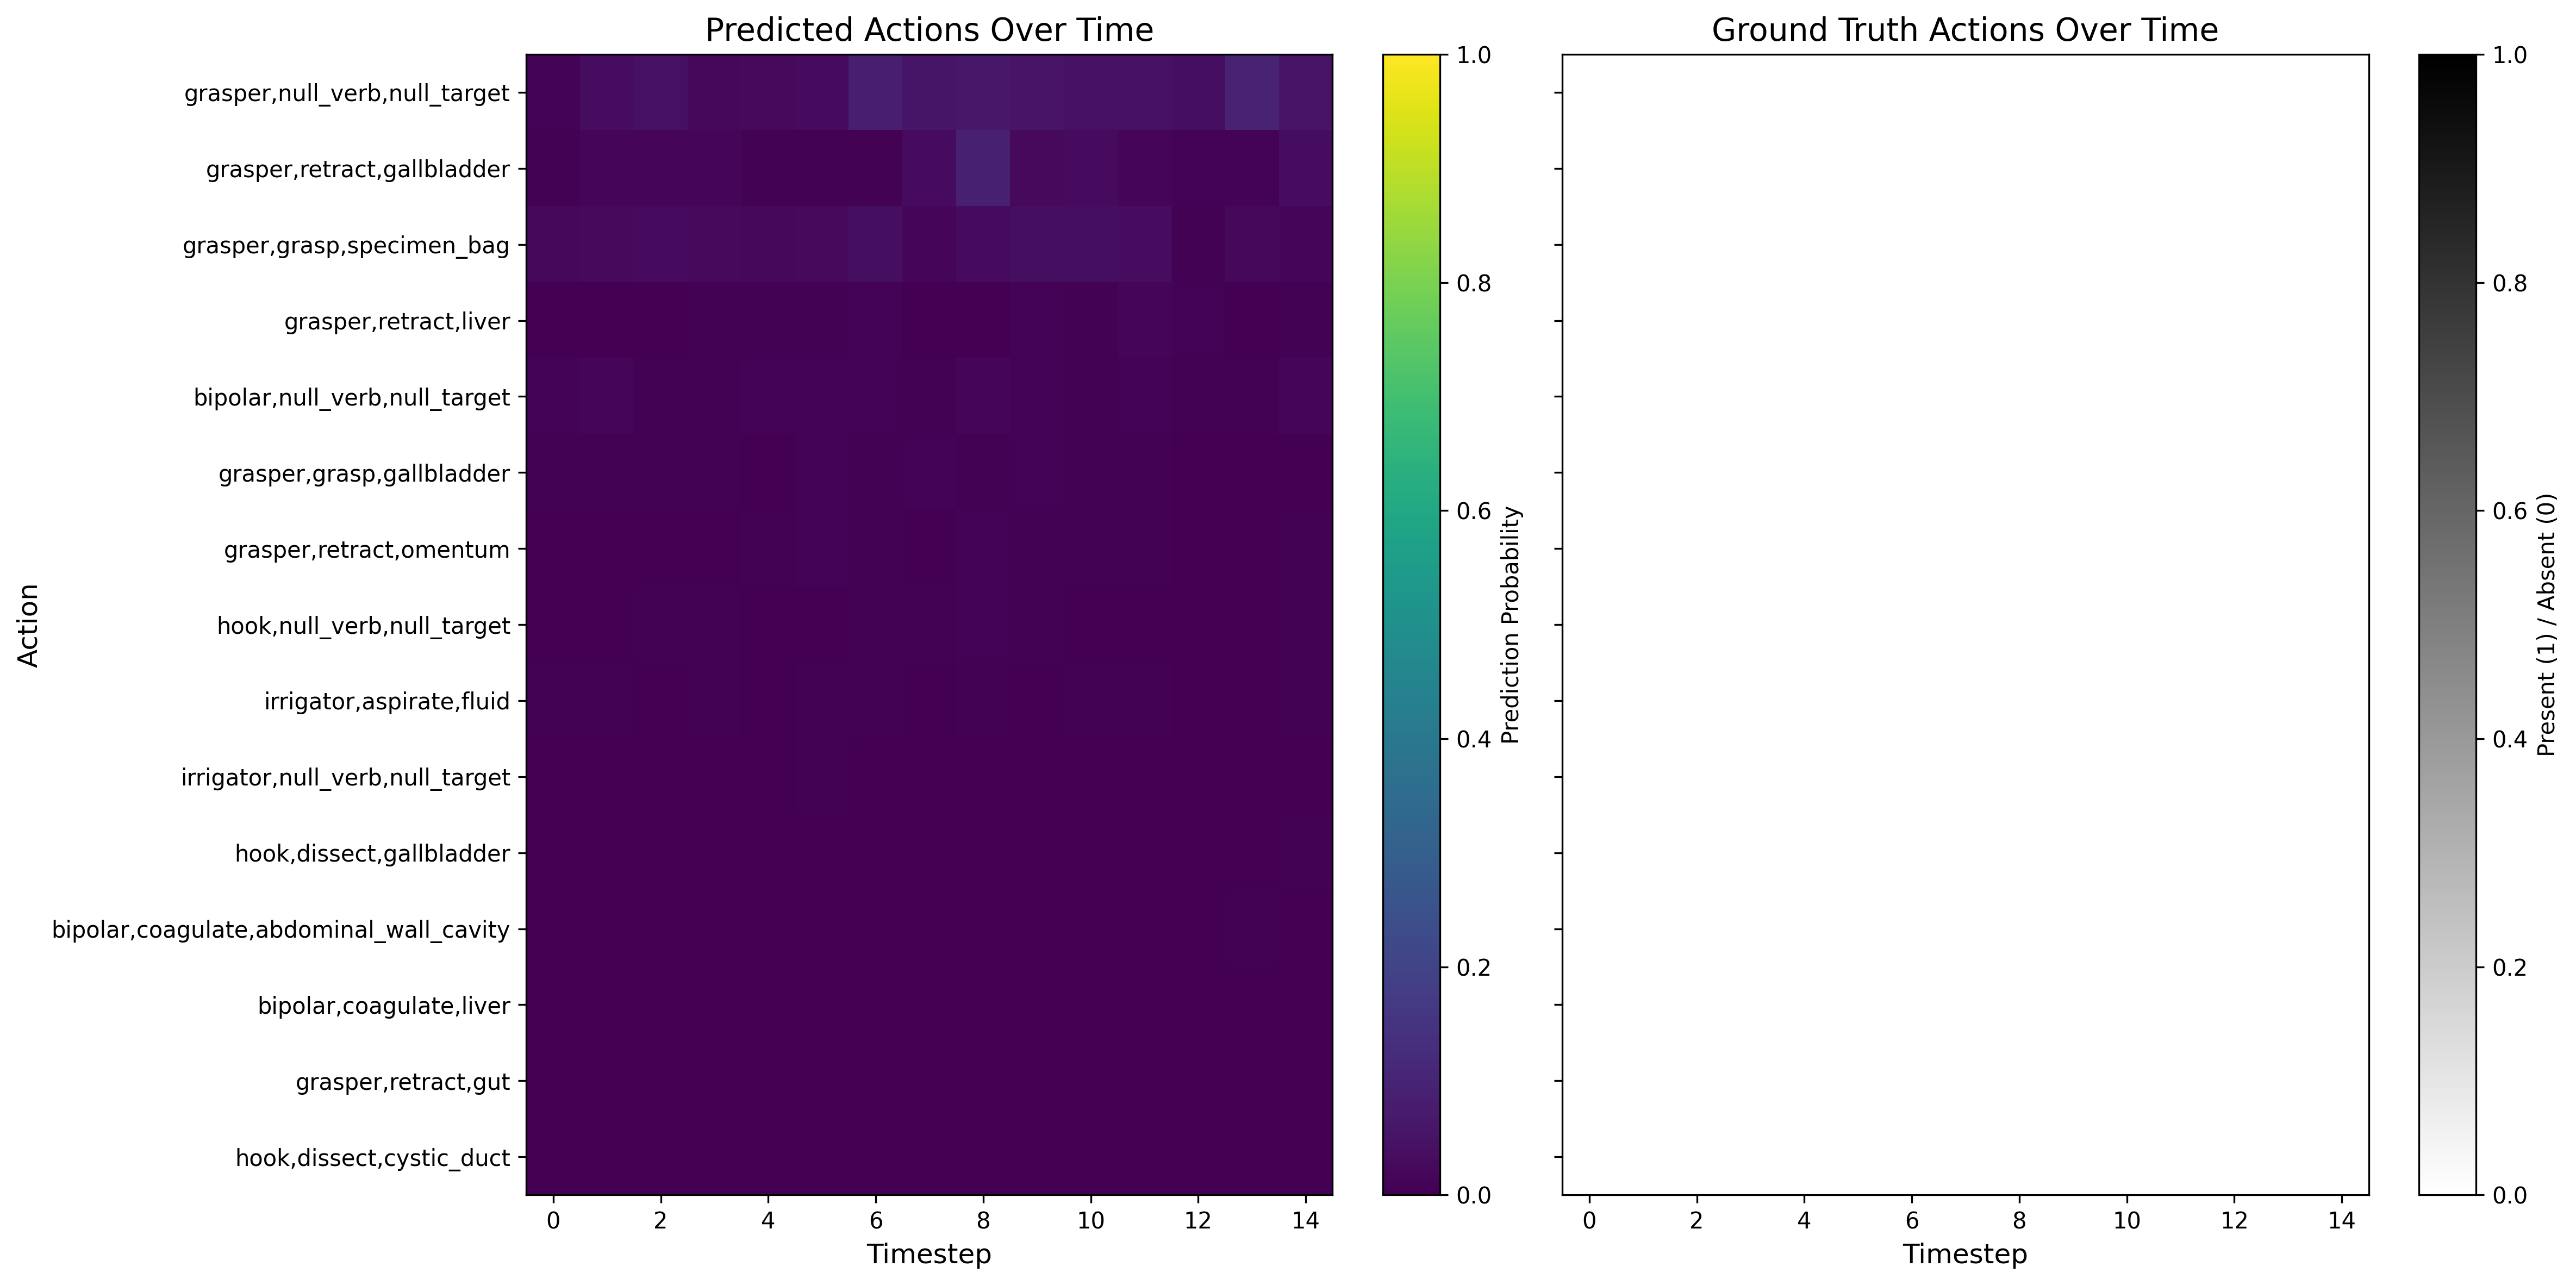 Predicted Actions Over Time
Action
grasper,null_verb,null_target
grasper,retract,gallbladder
grasper,grasp,specimen_bag
grasper,retract,liver
bipolar,null_verb,null_target
grasper,grasp,gallbladder
grasper,retract,omentum
hook,null_verb,null_target
irrigator,aspirate,fluid
irrigator,null_verb,null_target
hook,dissect,gallbladder
bipolar,coagulate,abdominal_wall_cavity
bipolar,coagulate,liver
grasper,retract,gut
hook,dissect,cystic_duct
0 2 4 6 8 10 12 14
Timestep
1.0
0.8
0.6
0.4
0.2
0.0
Prediction Probability
Ground Truth Actions Over Time
0 2 4 6 8 10 12 14
Timestep
1.0
0.8
0.6
0.4
0.2
0.0
Present (1) / Absent (0)